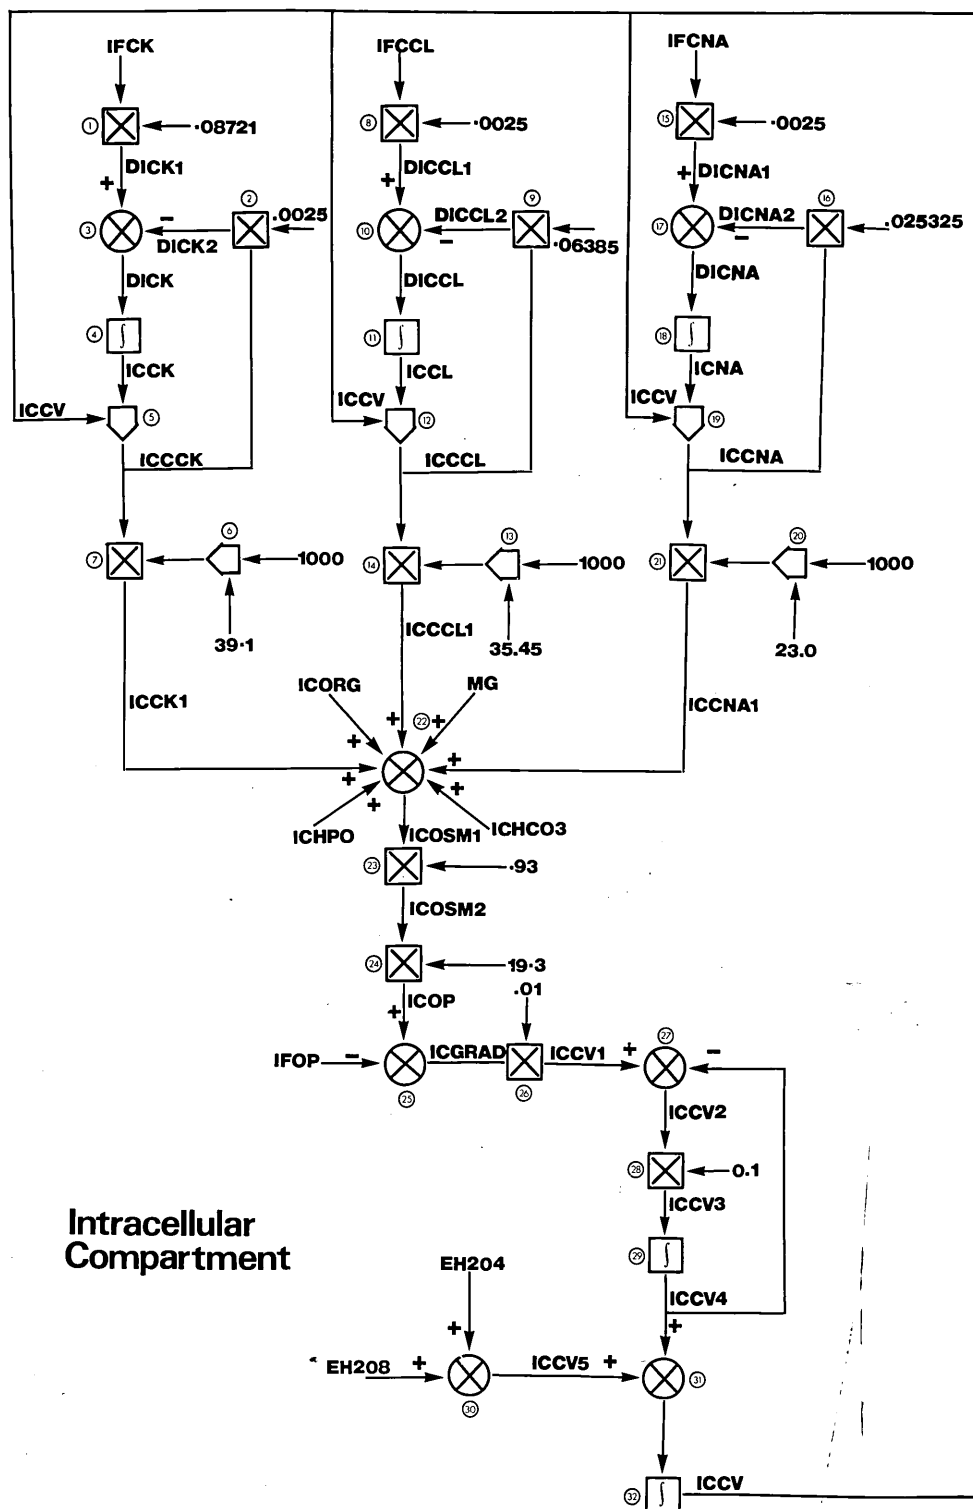 IFCK IFCCL IFCNA
1 .08721 8 .0025 15 .0025
DICK1 DICCL1 DICNA1
+ + +
2 9 16
3 − .0025 10 DICCL2 17 DICNA2 .025325
DICK2 − .06385 −
DICK DICCL DICNA
4 ∫ 11 ∫ 18 ∫
ICCK ICCL ICNA
ICCV 5 ICCV 12 ICCV 19
ICCCK ICCCL ICCNA
6 13 20
7 1000 14 1000 21 1000
39.1 35.45 23.0
ICCCL1
ICORG MG
ICCK1 ICCNA1
+ 22 +
+ + +
+ +
ICHPO ICOSM1 ICHCO3
23 .93
ICOSM2
24 19.3
.01
+ ICOP
27
IFOP − ICGRAD ICCV1 + −
25 26
ICCV2
28 0.1
ICCV3
Intracellular
Compartment
29 ∫
EH204
ICCV4
+ +
EH208 + ICCV5 +
30 31
ICCV
32 ∫